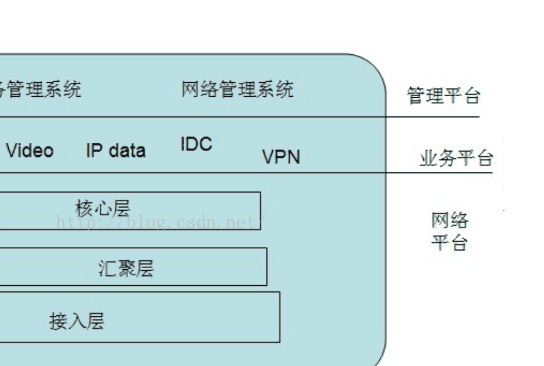 务管理系统 网络管理系统 管理平台
Video IP data IDC VPN 业务平台
核心层
http://blog.csdn.net/
网络
平台
汇聚层
接入层